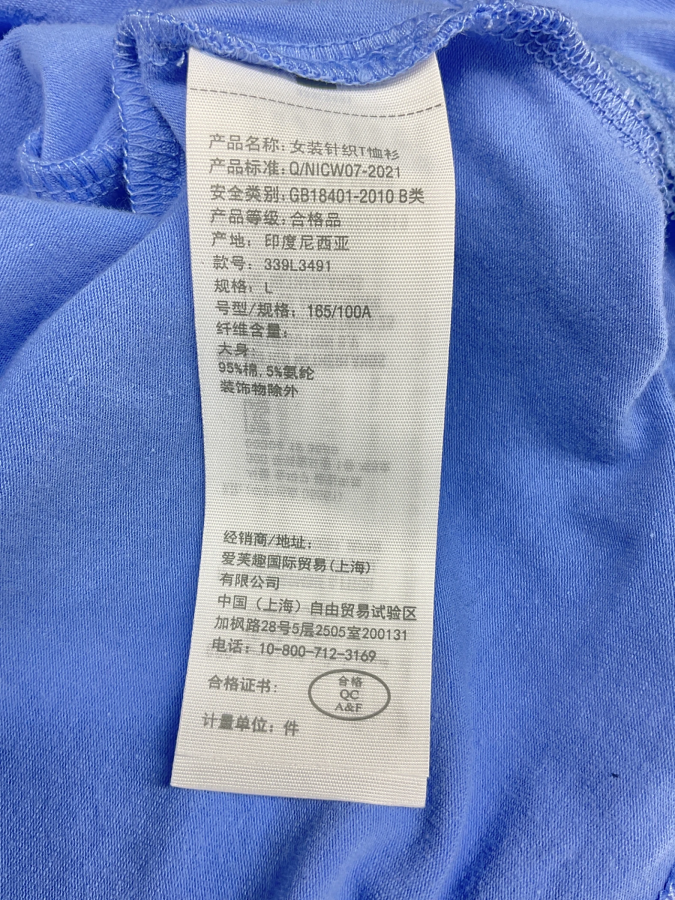 产品名称: 女装针织T恤衫
产品标准: Q/NICW07-2021
安全类别: GB18401-2010 B类
产品等级: 合格品
产地: 印度尼西亚
款号: 339L3491
规格: L
号型/规格: 165/100A
纤维含量:
大身
95%棉,5%氨纶
装饰物除外
经销商/地址:
爱芙趣国际贸易(上海)
有限公司
中国（上海）自由贸易试验区
加枫路28号5层2505室200131
电话: 10-800-712-3169
合格证书:
合格
QC
A&F
计量单位: 件